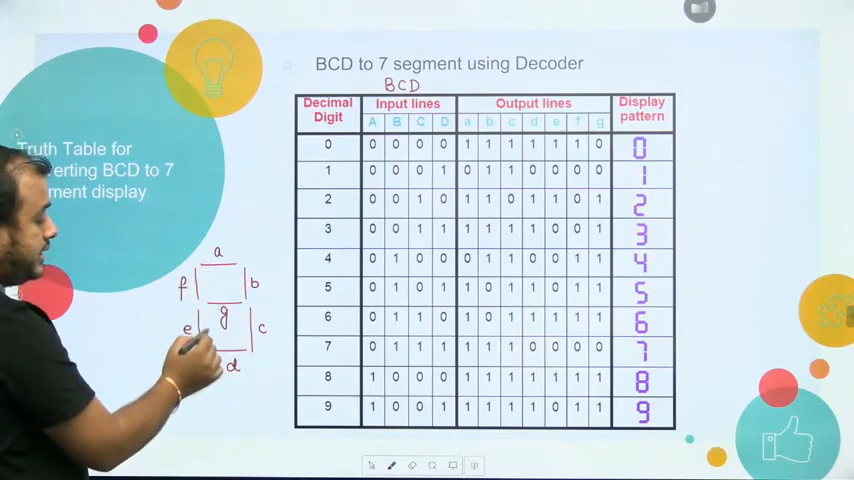 BCD to 7 segment using Decoder
BCD
Truth Table for
verting BCD to 7
ment display
Decimal Digit Input lines Output lines Display pattern
A B C D a b c d e f g
0 0 0 0 0 1 1 1 1 1 1 0 0
1 0 0 0 1 0 1 1 0 0 0 0 1
2 0 0 1 0 1 1 0 1 1 0 1 2
3 0 0 1 1 1 1 1 1 0 0 1 3
4 0 1 0 0 0 1 1 0 0 1 1 4
5 0 1 0 1 1 0 1 1 0 1 1 5
6 0 1 1 0 1 0 1 1 1 1 1 6
7 0 1 1 1 1 1 1 0 0 0 0 7
8 1 0 0 0 1 1 1 1 1 1 1 8
9 1 0 0 1 1 1 1 1 0 1 1 9
a
f b
g
e c
d